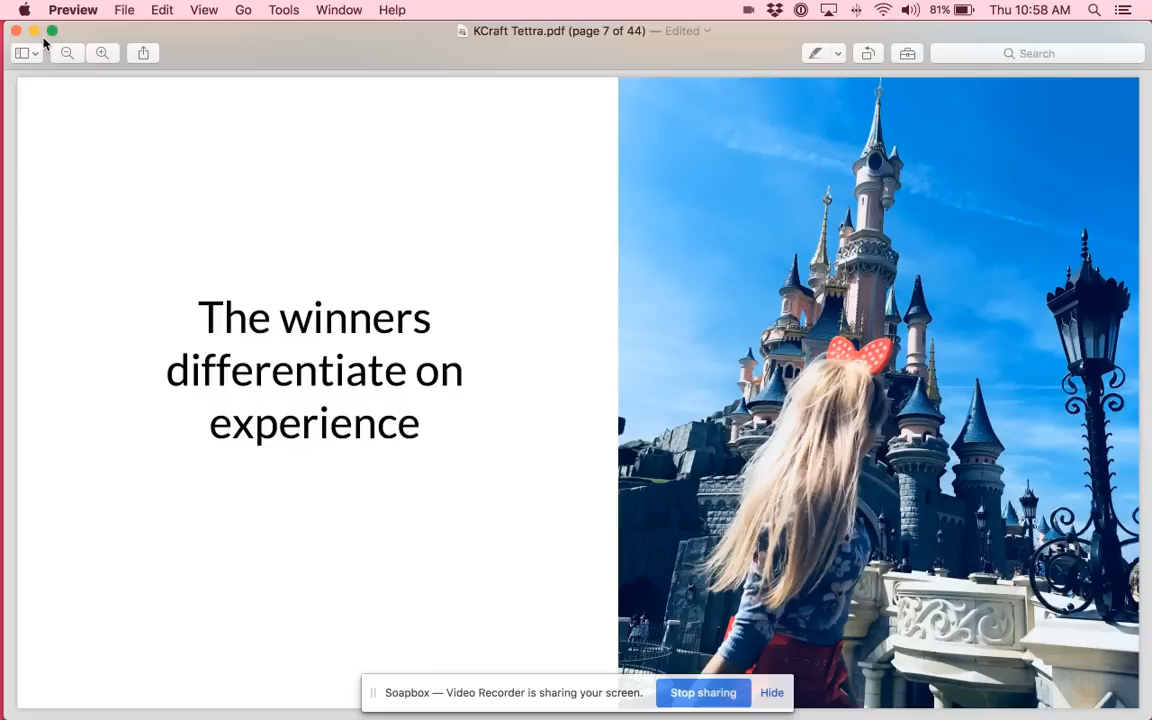 Preview File Edit View Go Tools Window Help 81% Thu 10:58 AM
KCraft Tettra.pdf (page 7 of 44) — Edited
Search
The winners
differentiate on
experience
Soapbox — Video Recorder is sharing your screen. Stop sharing Hide